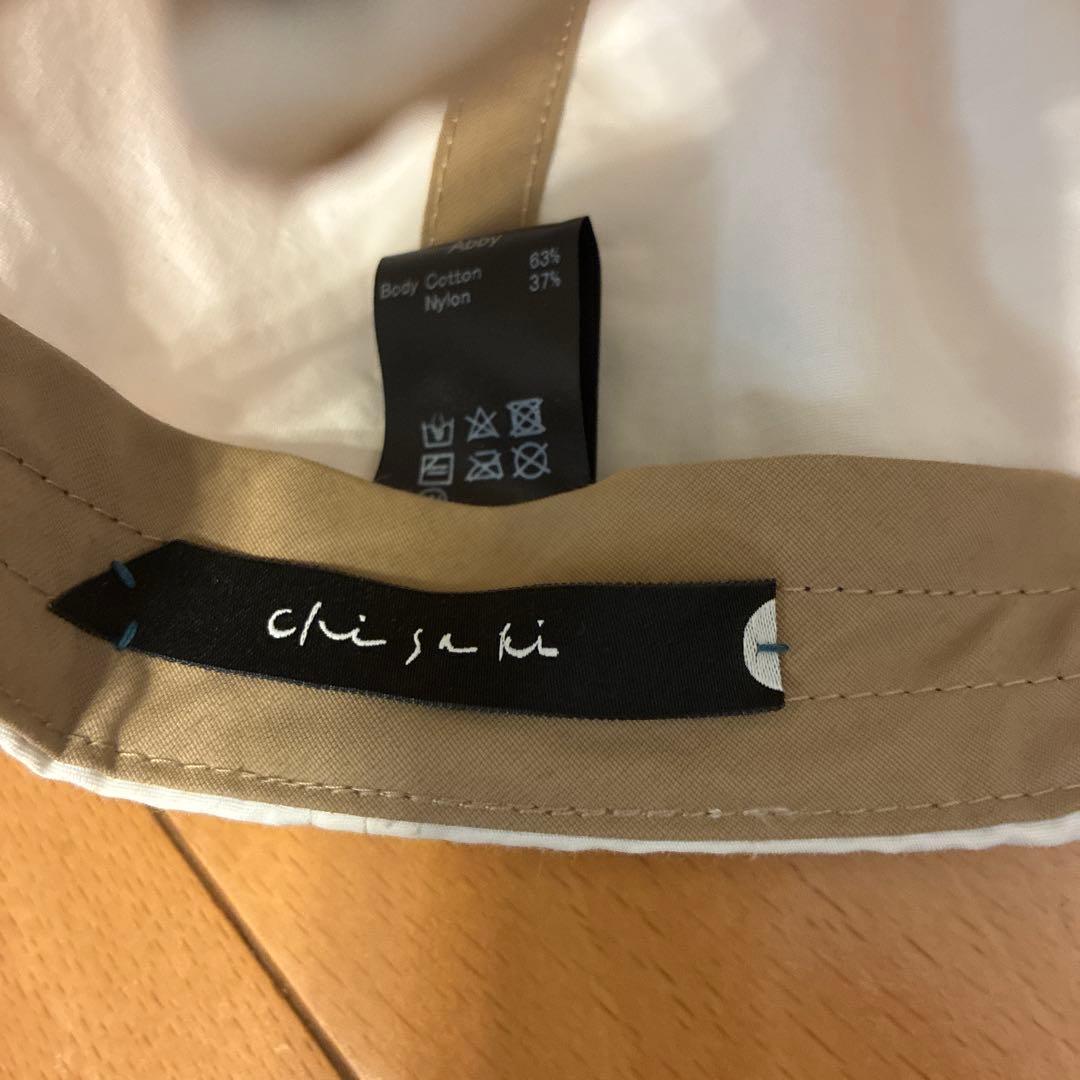 Abby
Body Cotton 63%
Nylon 37%
chisaki